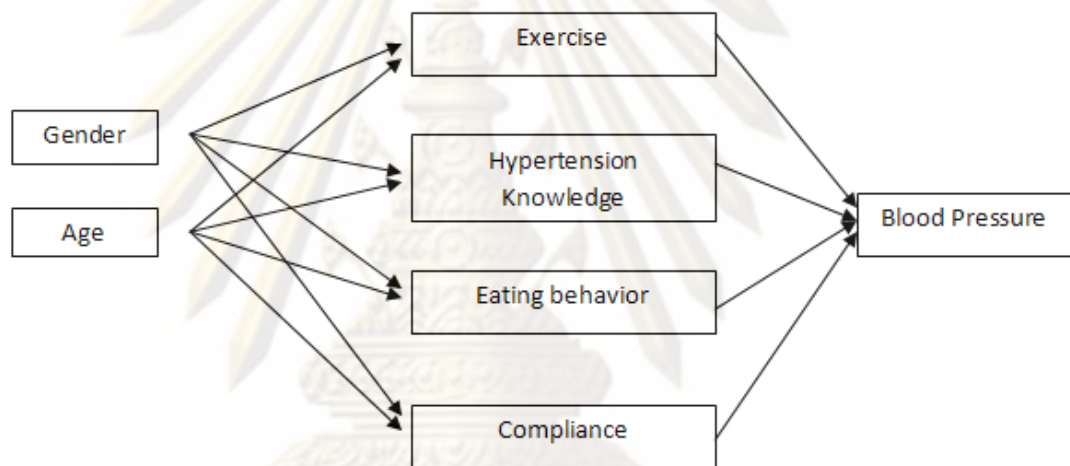 Exercise
Gender
Hypertension
Knowledge
Age
Blood Pressure
Eating behavior
Compliance